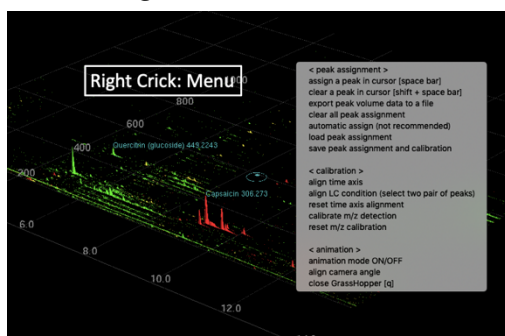 Right Crick: Menu
1000
800
600
400
200
Quercitrin (glucoside) 449.2243
Capsaicin 306.273
6.0
8.0
10.0
12.0
< peak assignment >
assign a peak in cursor [space bar]
clear a peak in cursor [shift + space bar]
export peak volume data to a file
clear all peak assignment
automatic assign (not recommended)
load peak assignment
save peak assignment and calibration
< calibration >
align time axis
align LC condition (select two pair of peaks)
reset time axis alignment
calibrate m/z detection
reset m/z calibration
< animation >
animation mode ON/OFF
align camera angle
close GrassHopper [q]